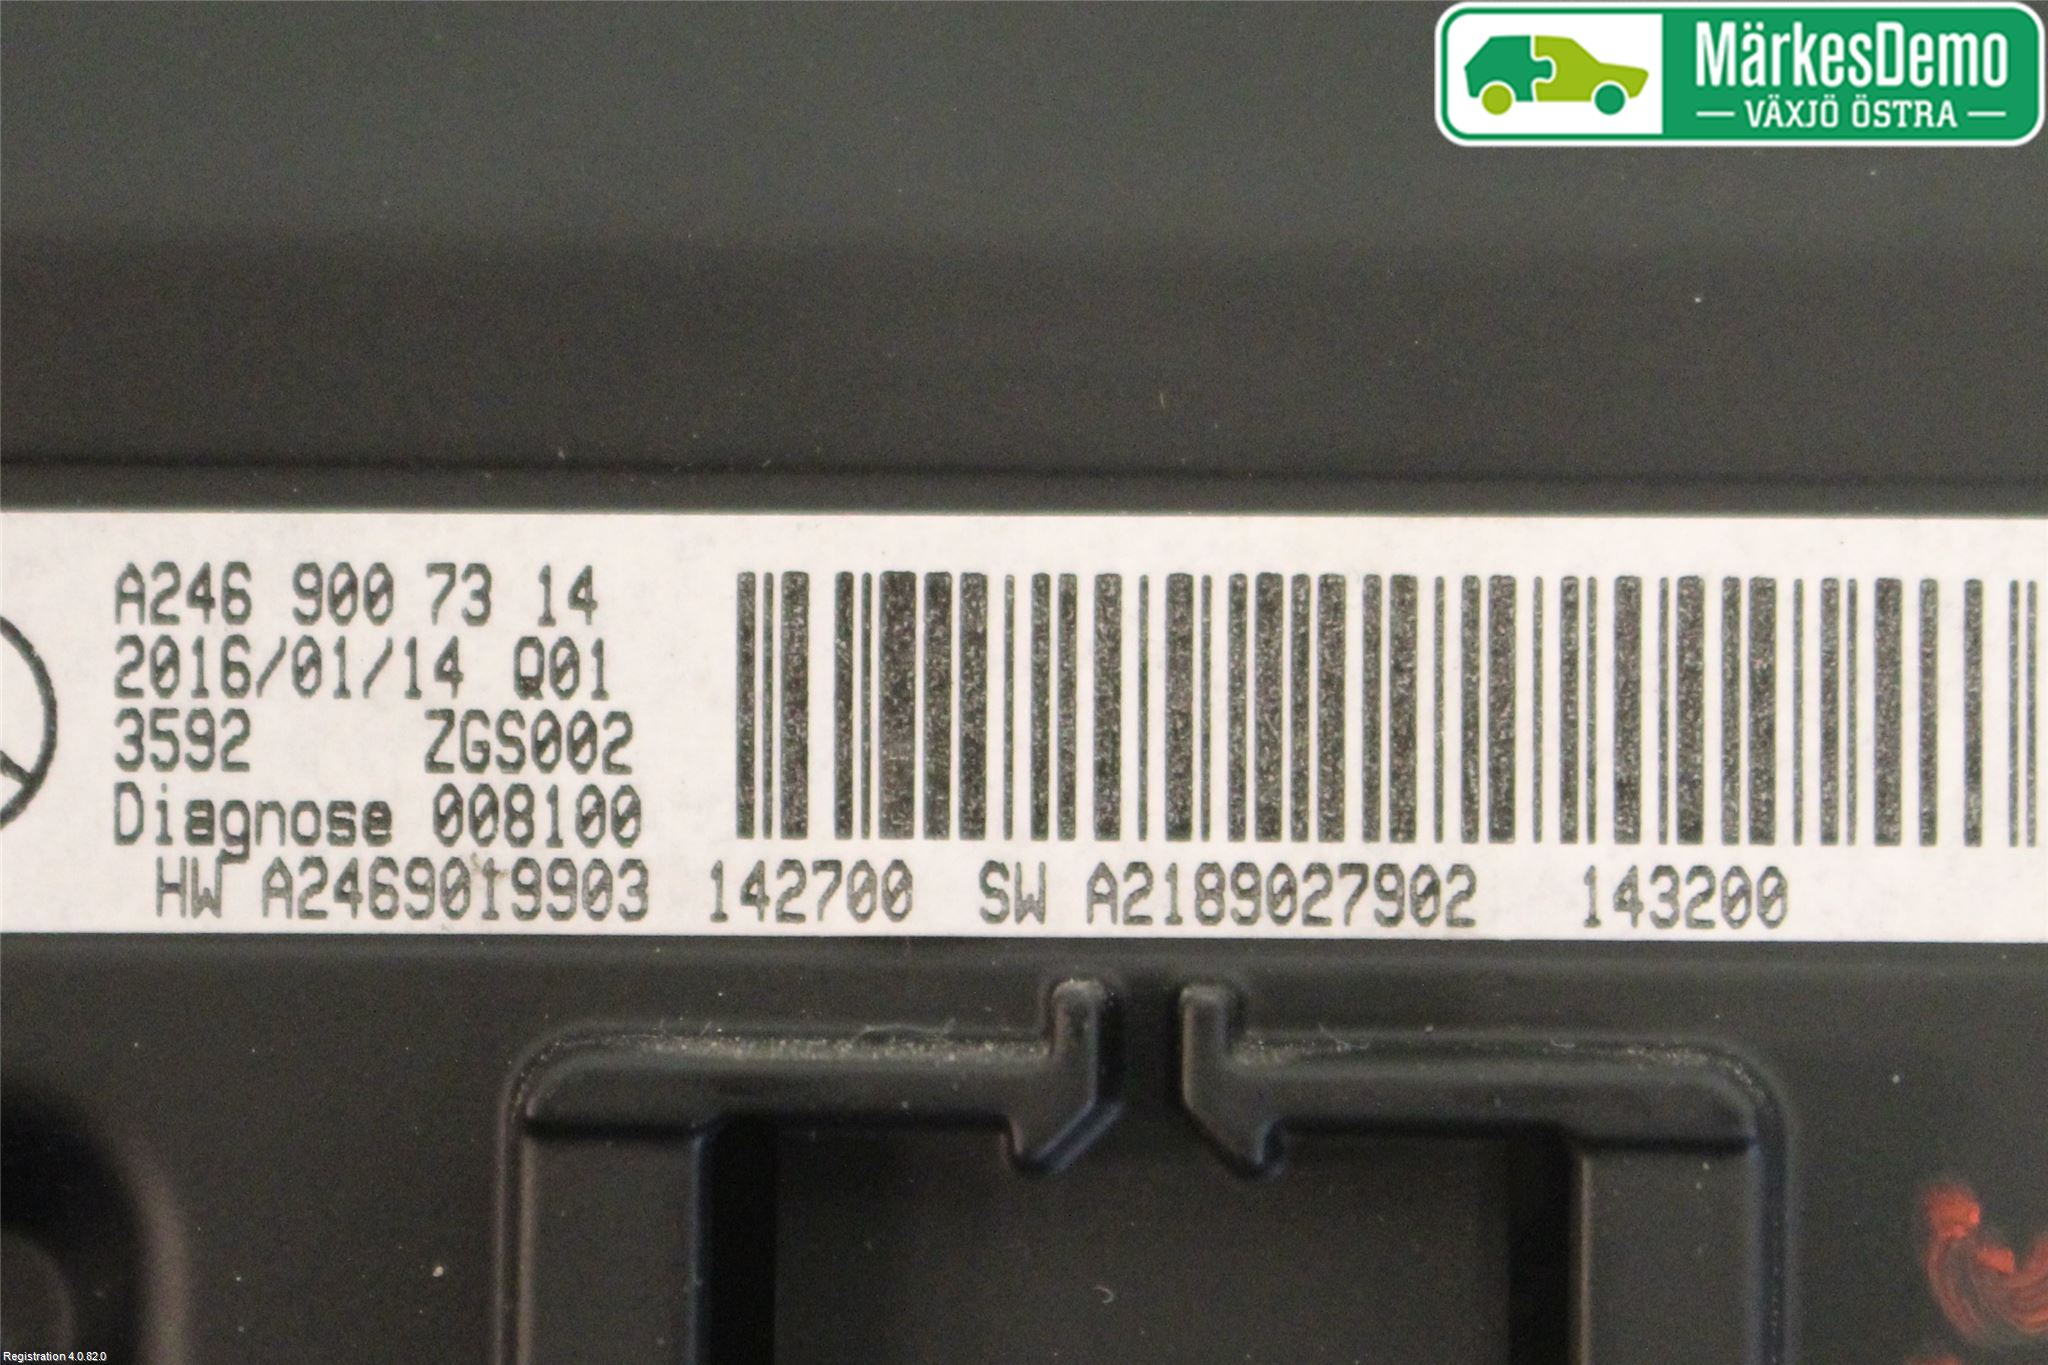 MärkesDemo
VÄXJÖ ÖSTRA
A246 900 73 14
2016/01/14 Q01
3592 ZGS002
Diagnose 008100
HW A2469019903 142700 SW A2189027902 143200
Registration 4.0.82.0